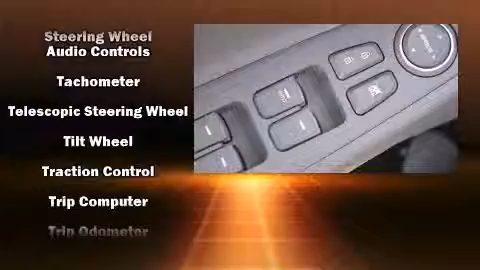 Steering Wheel
Audio Controls
Tachometer
Telescopic Steering Wheel
Tilt Wheel
Traction Control
Trip Computer
Trip Odometer